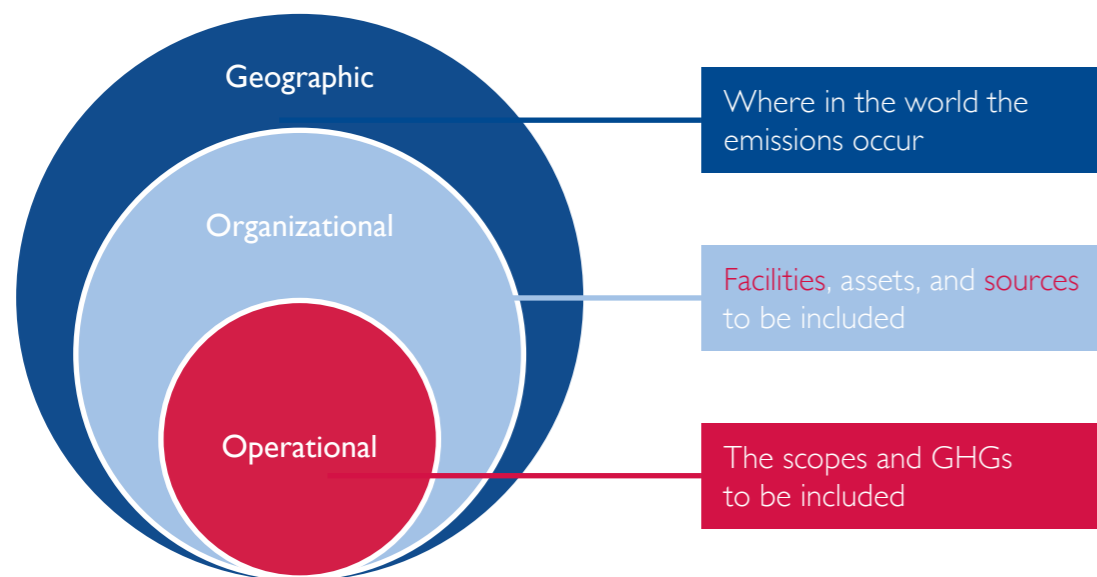 Geographic
Where in the world the
emissions occur
Organizational
Facilities, assets, and sources
to be included
Operational
The scopes and GHGs
to be included